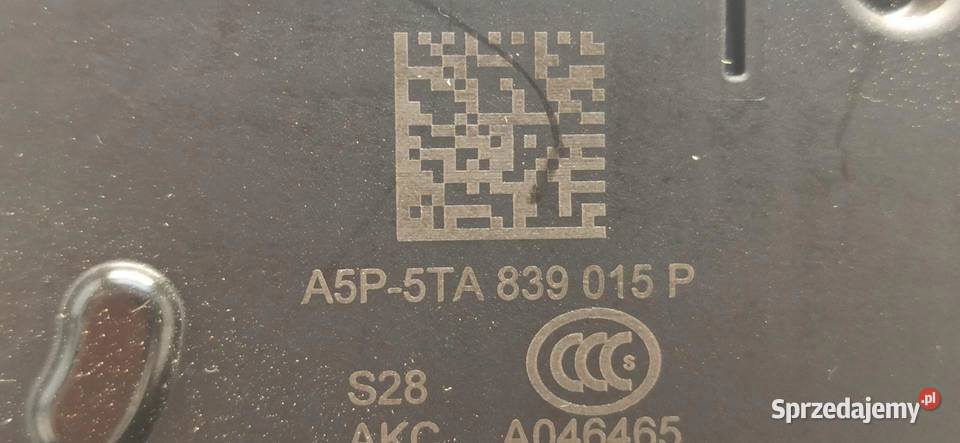 A5P-5TA 839 015 P
CCC S
S28
AKC A046465
Sprzedajemy.pl